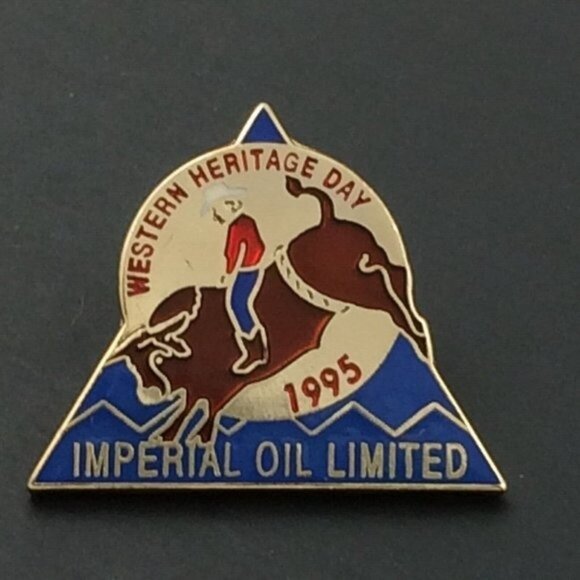 WESTERN HERITAGE DAY
1995
IMPERIAL OIL LIMITED